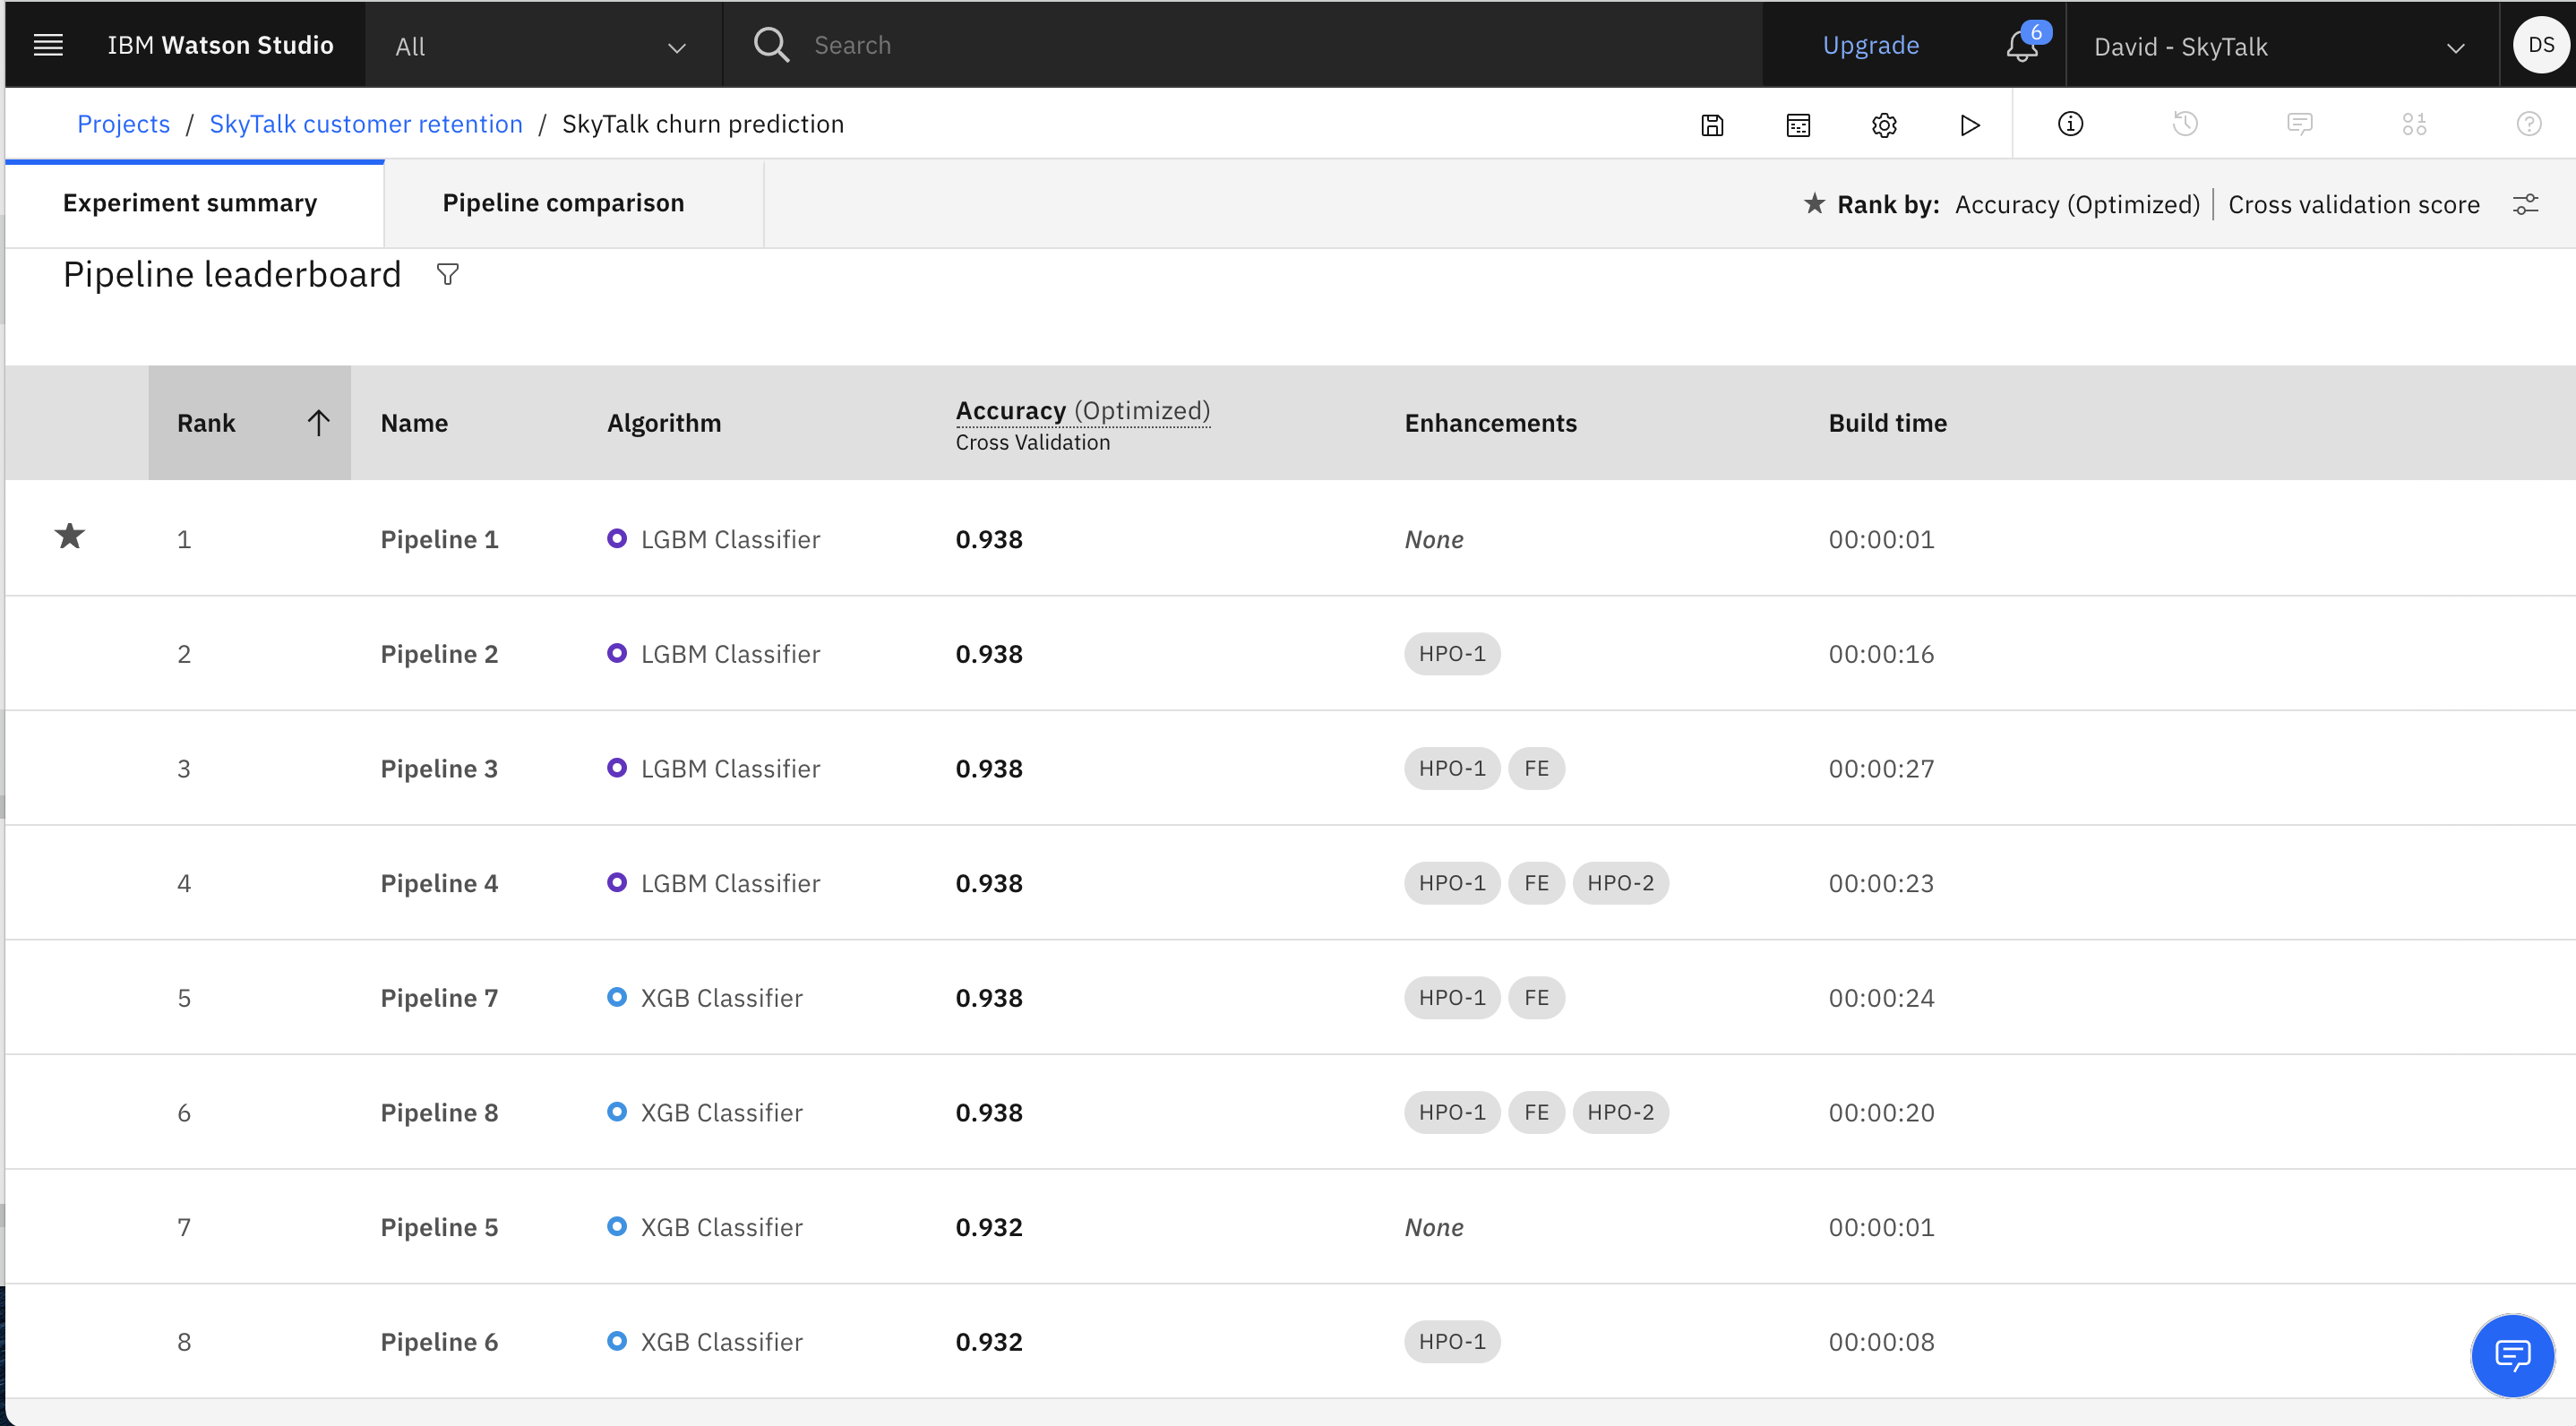 IBM Watson Studio All Search Upgrade 6 David - SkyTalk DS
Projects / SkyTalk customer retention / SkyTalk churn prediction
Experiment summary Pipeline comparison ★ Rank by: Accuracy (Optimized) | Cross validation score
Pipeline leaderboard
Rank ↑ Name Algorithm Accuracy (Optimized) Enhancements Build time
Cross Validation
★ 1 Pipeline 1 LGBM Classifier 0.938 None 00:00:01
2 Pipeline 2 LGBM Classifier 0.938 HPO-1 00:00:16
3 Pipeline 3 LGBM Classifier 0.938 HPO-1 FE 00:00:27
4 Pipeline 4 LGBM Classifier 0.938 HPO-1 FE HPO-2 00:00:23
5 Pipeline 7 XGB Classifier 0.938 HPO-1 FE 00:00:24
6 Pipeline 8 XGB Classifier 0.938 HPO-1 FE HPO-2 00:00:20
7 Pipeline 5 XGB Classifier 0.932 None 00:00:01
8 Pipeline 6 XGB Classifier 0.932 HPO-1 00:00:08